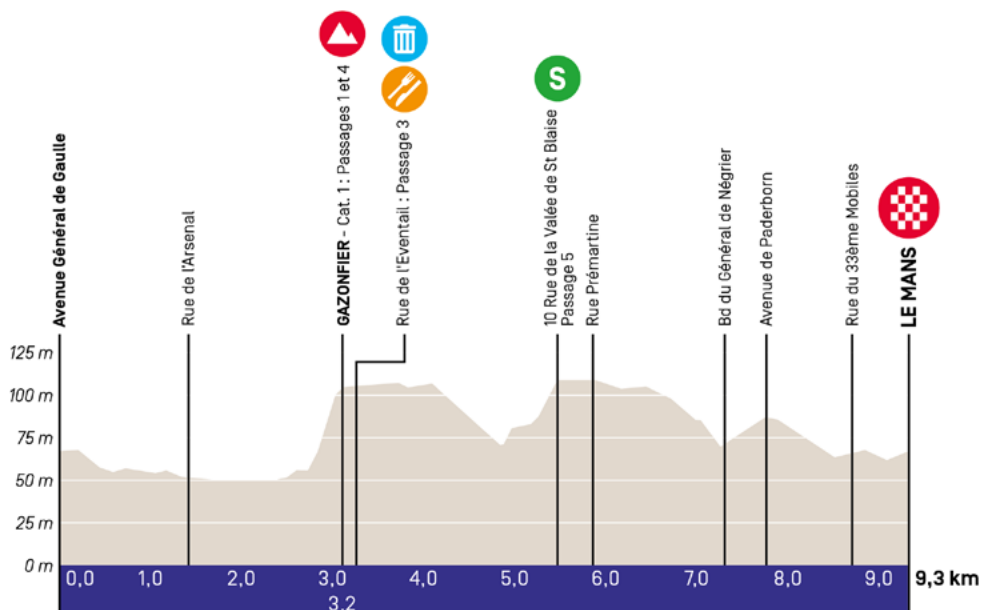 Avenue Général de Gaulle
Rue de l'Arsenal
GAZONFIER - Cat. 1 : Passages 1 et 4
Rue de l'Eventail : Passage 3
S
10 Rue de la Valée de St Blaise
Passage 5
Rue Prémartine
Bd du Général de Négrier
Avenue de Paderborn
Rue du 33ème Mobiles
LE MANS
125 m
100 m
75 m
50 m
25 m
0 m
0,0 1,0 2,0 3,0 4,0 5,0 6,0 7,0 8,0 9,0 9,3 km
3,2